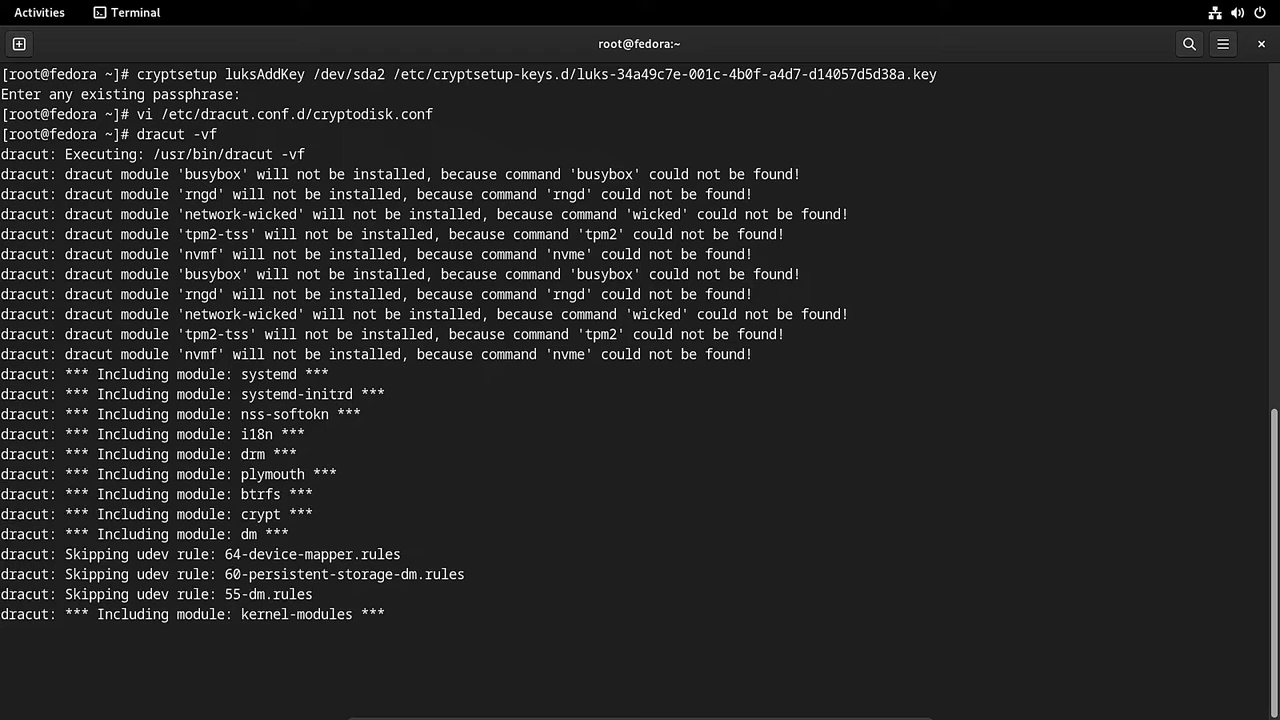 Activities
Terminal
root@fedora:~
[root@fedora ~]# cryptsetup luksAddKey /dev/sda2 /etc/cryptsetup-keys.d/luks-34a49c7e-001c-4b0f-a4d7-d14057d5d38a.key
Enter any existing passphrase:
[root@fedora ~]# vi /etc/dracut.conf.d/cryptodisk.conf
[root@fedora ~]# dracut -vf
dracut: Executing: /usr/bin/dracut -vf
dracut: dracut module 'busybox' will not be installed, because command 'busybox' could not be found!
dracut: dracut module 'rngd' will not be installed, because command 'rngd' could not be found!
dracut: dracut module 'network-wicked' will not be installed, because command 'wicked' could not be found!
dracut: dracut module 'tpm2-tss' will not be installed, because command 'tpm2' could not be found!
dracut: dracut module 'nvmf' will not be installed, because command 'nvme' could not be found!
dracut: dracut module 'busybox' will not be installed, because command 'busybox' could not be found!
dracut: dracut module 'rngd' will not be installed, because command 'rngd' could not be found!
dracut: dracut module 'network-wicked' will not be installed, because command 'wicked' could not be found!
dracut: dracut module 'tpm2-tss' will not be installed, because command 'tpm2' could not be found!
dracut: dracut module 'nvmf' will not be installed, because command 'nvme' could not be found!
dracut: *** Including module: systemd ***
dracut: *** Including module: systemd-initrd ***
dracut: *** Including module: nss-softokn ***
dracut: *** Including module: i18n ***
dracut: *** Including module: drm ***
dracut: *** Including module: plymouth ***
dracut: *** Including module: btrfs ***
dracut: *** Including module: crypt ***
dracut: *** Including module: dm ***
dracut: Skipping udev rule: 64-device-mapper.rules
dracut: Skipping udev rule: 60-persistent-storage-dm.rules
dracut: Skipping udev rule: 55-dm.rules
dracut: *** Including module: kernel-modules ***